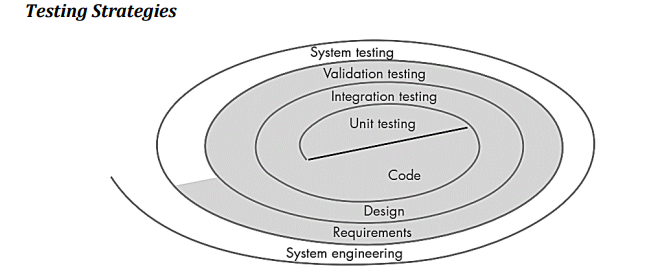 Testing Strategies
System testing
Validation testing
Integration testing
Unit testing
Code
Design
Requirements
System engineering